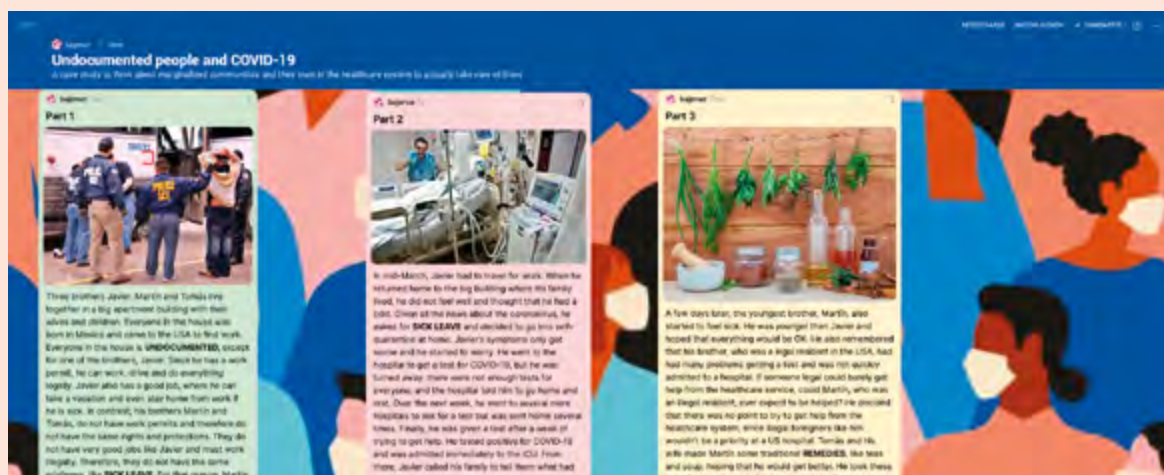 Undocumented people and COVID-19
A case study to think about marginalized communities and their in the healthcare system to actually take care of them
Part 1
Three brothers Javier, Martin and Tomás live
together in a big apartment building with their
wives and children. Everyone in the house was
born in Mexico and came to the USA to find work.
Everyone in the house is UNDOCUMENTED, except
for one of the brothers, Javier. Since he has a work
permit, he can work, drive and do everything
legally. Javier also has a good job, where he can
take a vacation and even stay home from work if
he is sick. In contrast, his brothers Martin and
Tomás, do not have work permits and therefore do
not have the same rights and protections. They do
not have very good jobs like Javier and must work
illegally. Therefore, they do not have the same
like SICK LEAVE. For that reason, Martin
Part 2
In mid-March, Javier had to travel for work. When he
returned home to the big building where his family
lived, he did not feel well and thought that he had a
cold. Given all the news about the coronavirus, he
asked for SICK LEAVE and decided to go into self-
quarantine at home. Javier's symptoms only got
worse and he started to worry. He went to the
hospital to get a test for COVID-19, but he was
turned away: there were not enough tests for
everyone, and the hospital told him to go home and
rest. Over the next week, he went to several more
hospitals to ask for a test but was sent home several
times. Finally, he was given a test after a week of
trying to get help. He tested positive for COVID-19
and was admitted immediately to the ICU. From
there, Javier called his family to tell them what had
Part 3
A few days later, the youngest brother, Martin, also
started to feel sick. He was younger than Javier and
hoped that everything would be OK. He also remembered
that his brother, who was a legal resident in the USA, had
had many problems getting a test and was not quickly
admitted to a hospital. If someone legal could barely get
help from the healthcare service, could Martin, who was
an illegal resident, ever expect to be helped? He decided
that there was no point to try to get help from the
healthcare system, since illegal foreigners like him
wouldn't be a priority at a US hospital. Tomás and his
wife made Martin some traditional REMEDIES, like teas
and soup, hoping that he would get better. He took these